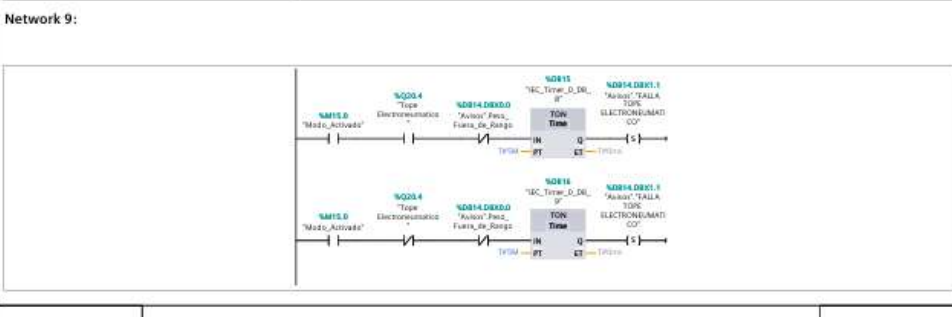 Network 9:
%DB15
"IEC_Timer_0_DB_
8"
%DB14.DBX1.1
"Avisos"."FALLA
TOPE
ELECTRONEUMATI
CO"
%Q20.4
"Tope
Electroneumatico
"
%M15.0
"Modo_Activado"
%DB14.DBX0.0
"Avisos".Peso_
Fuera_de_Rango
TON
Time
IN Q
PT ET
S
%DB16
"IEC_Timer_0_DB_
9"
%DB14.DBX1.1
"Avisos"."FALLA
TOPE
ELECTRONEUMATI
CO"
%Q20.4
"Tope
Electroneumatico
"
%M15.0
"Modo_Activado"
%DB14.DBX0.0
"Avisos".Peso_
Fuera_de_Rango
TON
Time
IN Q
PT ET
S